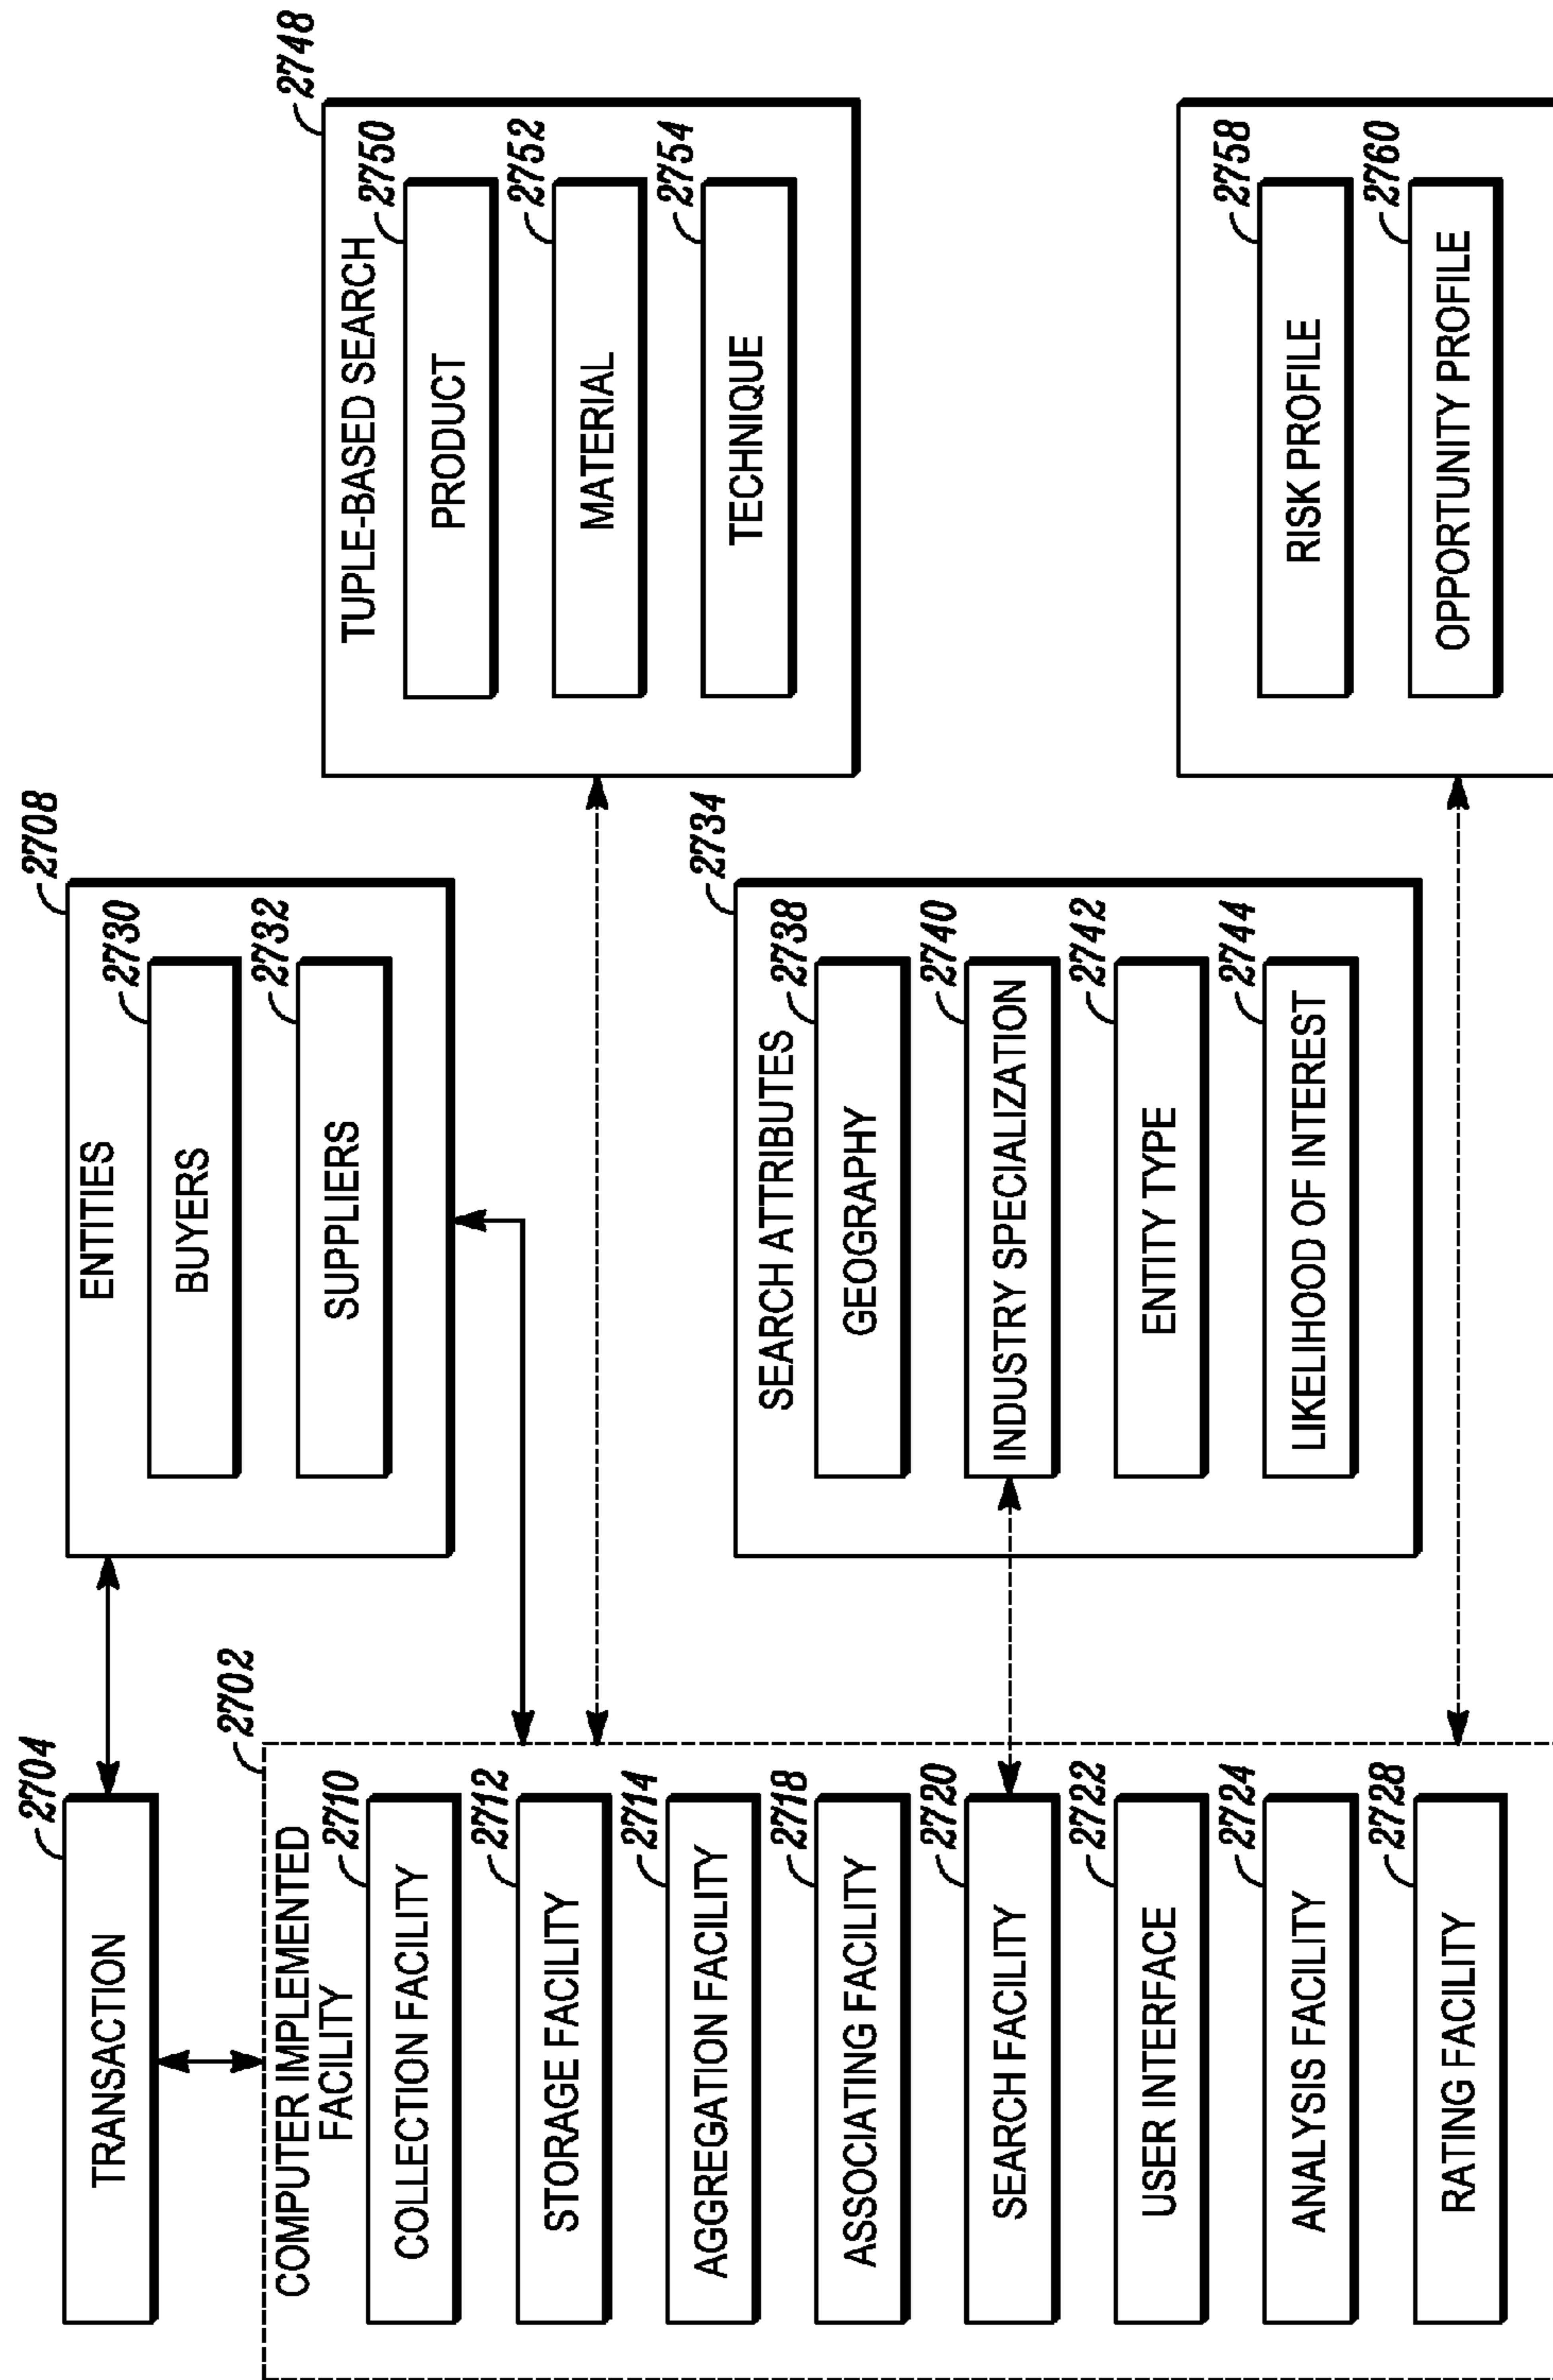 2704
TRANSACTION
2702
COMPUTER IMPLEMENTED
FACILITY
2710
COLLECTION FACILITY
2712
STORAGE FACILITY
2714
AGGREGATION FACILITY
2718
ASSOCIATING FACILITY
2720
SEARCH FACILITY
2722
USER INTERFACE
2724
ANALYSIS FACILITY
2728
RATING FACILITY
2708
ENTITIES
2730
BUYERS
2732
SUPPLIERS
2734
SEARCH ATTRIBUTES
2738
GEOGRAPHY
2740
INDUSTRY SPECIALIZATION
2742
ENTITY TYPE
2744
LIKELIHOOD OF INTEREST
2748
TUPLE-BASED SEARCH
2750
PRODUCT
2752
MATERIAL
2754
TECHNIQUE
2758
RISK PROFILE
2760
OPPORTUNITY PROFILE